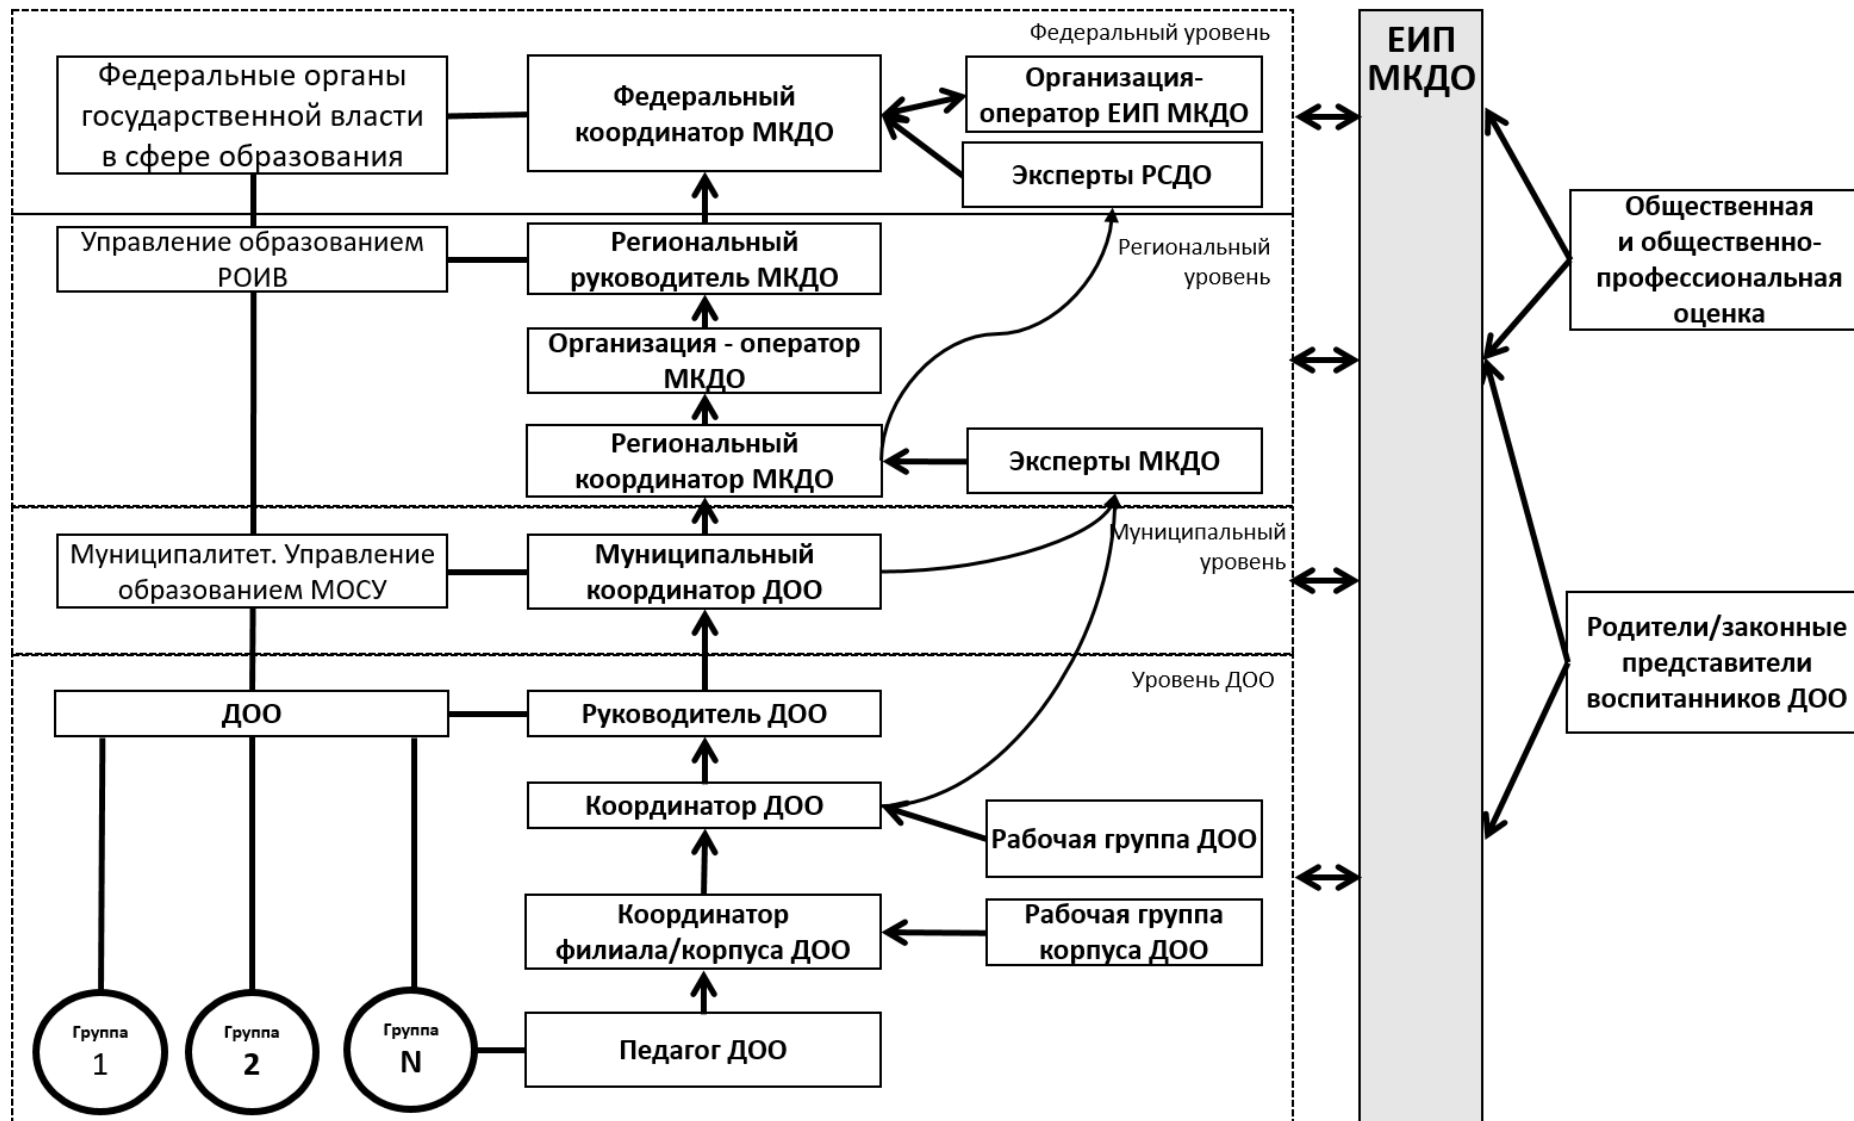 Федеральный уровень
Федеральные органы
государственной власти
в сфере образования
Федеральный
координатор МКДО
Организация-
оператор ЕИП МКДО
Эксперты РСДО
Региональный
уровень
Управление образованием
РОИВ
Региональный
руководитель МКДО
Организация - оператор
МКДО
Региональный
координатор МКДО
Эксперты МКДО
Муниципальный
уровень
Муниципалитет. Управление
образованием МОСУ
Муниципальный
координатор ДОО
Уровень ДОО
ДОО
Руководитель ДОО
Координатор ДОО
Рабочая группа ДОО
Координатор
филиала/корпуса ДОО
Рабочая группа
корпуса ДОО
Группа
1
Группа
2
Группа
N
Педагог ДОО
ЕИП
МКДО
Общественная
и общественно-
профессиональная
оценка
Родители/законные
представители
воспитанников ДОО